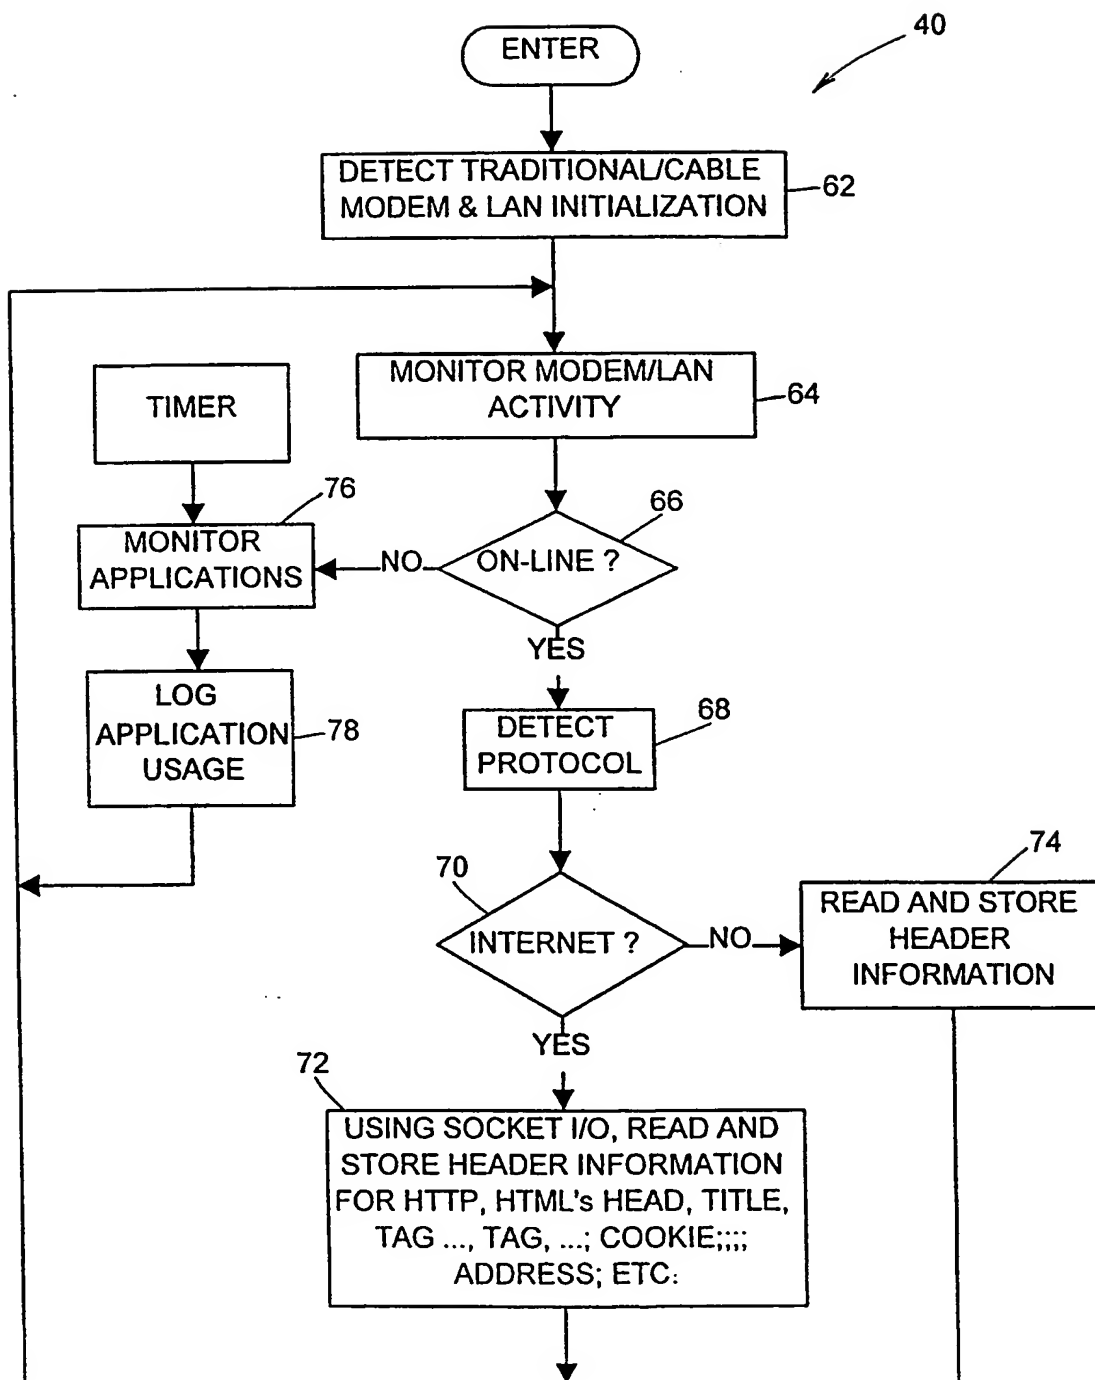 40
ENTER
DETECT TRADITIONAL/CABLE
MODEM & LAN INITIALIZATION
62
MONITOR MODEM/LAN
ACTIVITY
64
TIMER
76
MONITOR
APPLICATIONS
NO
ON-LINE ?
66
YES
LOG
APPLICATION
USAGE
78
DETECT
PROTOCOL
68
70
INTERNET ?
NO
74
READ AND STORE
HEADER
INFORMATION
YES
72
USING SOCKET I/O, READ AND
STORE HEADER INFORMATION
FOR HTTP, HTML's HEAD, TITLE,
TAG ..., TAG, ...; COOKIE;;;;
ADDRESS; ETC: